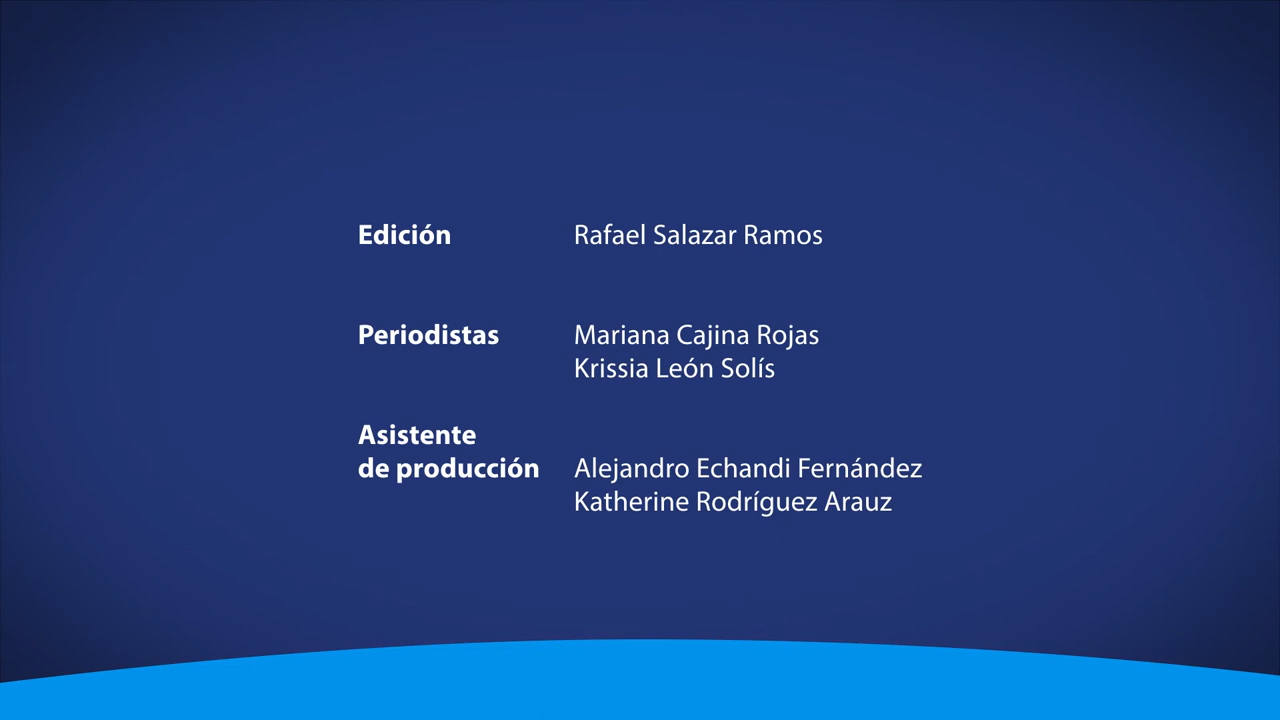 Edición Rafael Salazar Ramos
Periodistas Mariana Cajina Rojas
Krissia León Solís
Asistente
de producción Alejandro Echandi Fernández
Katherine Rodríguez Arauz